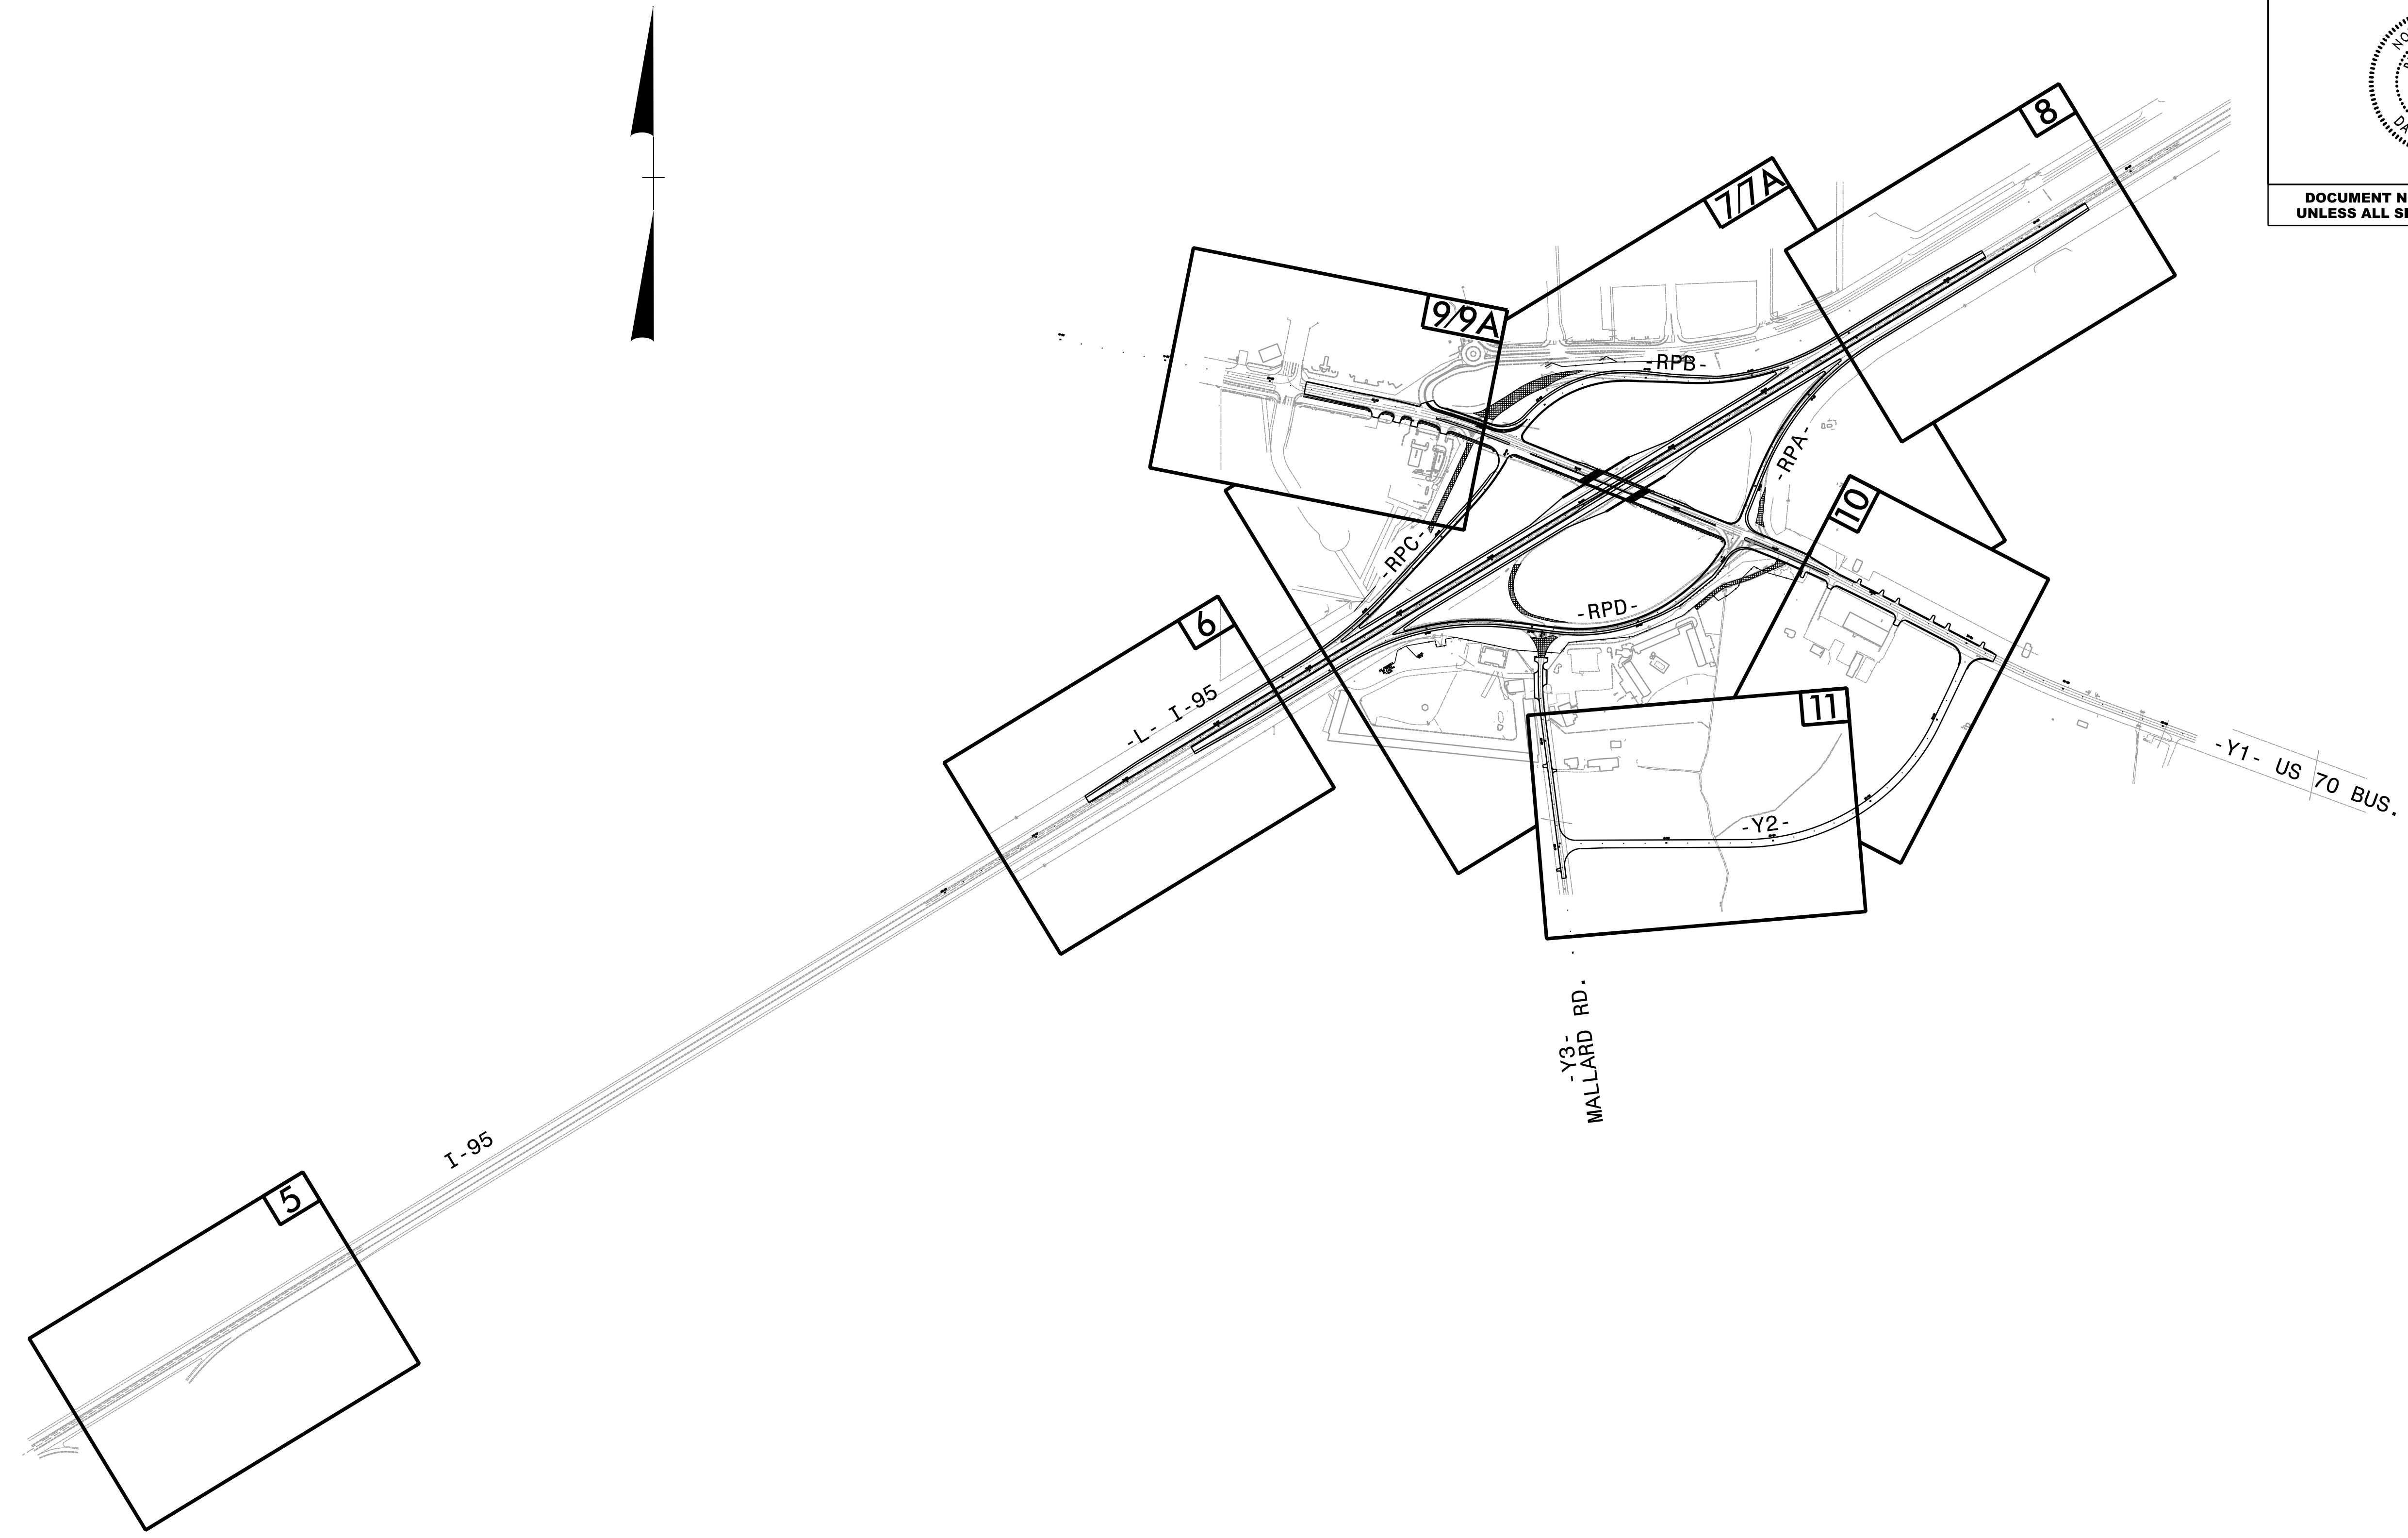 DOCUMENT N
UNLESS ALL SE
8
7/7A
9/9A
-RPB-
-RPA-
10
-RPC-
-RPD-
6
-L- I-95
11
-Y1- US 70 BUS.
-Y2-
-Y3-
MALLARD RD.
I-95
5